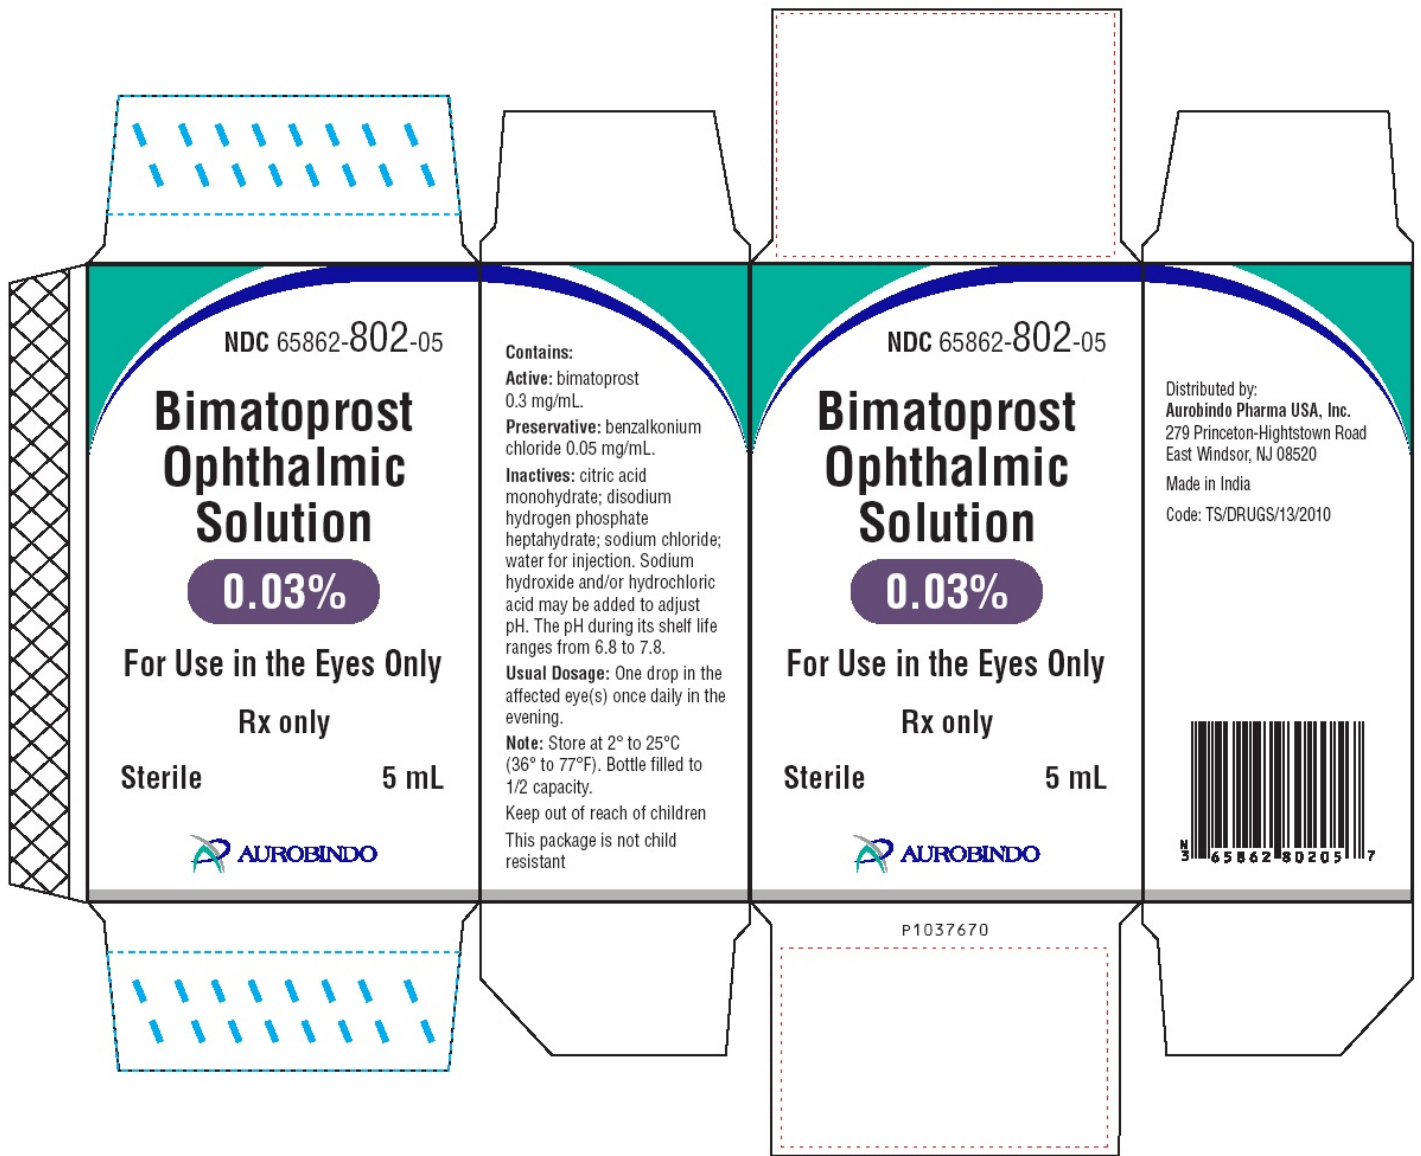 NDC 65862-802-05
Bimatoprost
Ophthalmic
Solution
0.03%
For Use in the Eyes Only
Rx only
Sterile 5 mL
AUROBINDO
Contains:
Active: bimatoprost
0.3 mg/mL.
Preservative: benzalkonium
chloride 0.05 mg/mL.
Inactives: citric acid
monohydrate; disodium
hydrogen phosphate
heptahydrate; sodium chloride;
water for injection. Sodium
hydroxide and/or hydrochloric
acid may be added to adjust
pH. The pH during its shelf life
ranges from 6.8 to 7.8.
Usual Dosage: One drop in the
affected eye(s) once daily in the
evening.
Note: Store at 2° to 25°C
(36° to 77°F). Bottle filled to
1/2 capacity.
Keep out of reach of children
This package is not child
resistant
NDC 65862-802-05
Bimatoprost
Ophthalmic
Solution
0.03%
For Use in the Eyes Only
Rx only
Sterile 5 mL
AUROBINDO
P1037670
Distributed by:
Aurobindo Pharma USA, Inc.
279 Princeton-Hightstown Road
East Windsor, NJ 08520
Made in India
Code: TS/DRUGS/13/2010
N
3 65862 80205 7